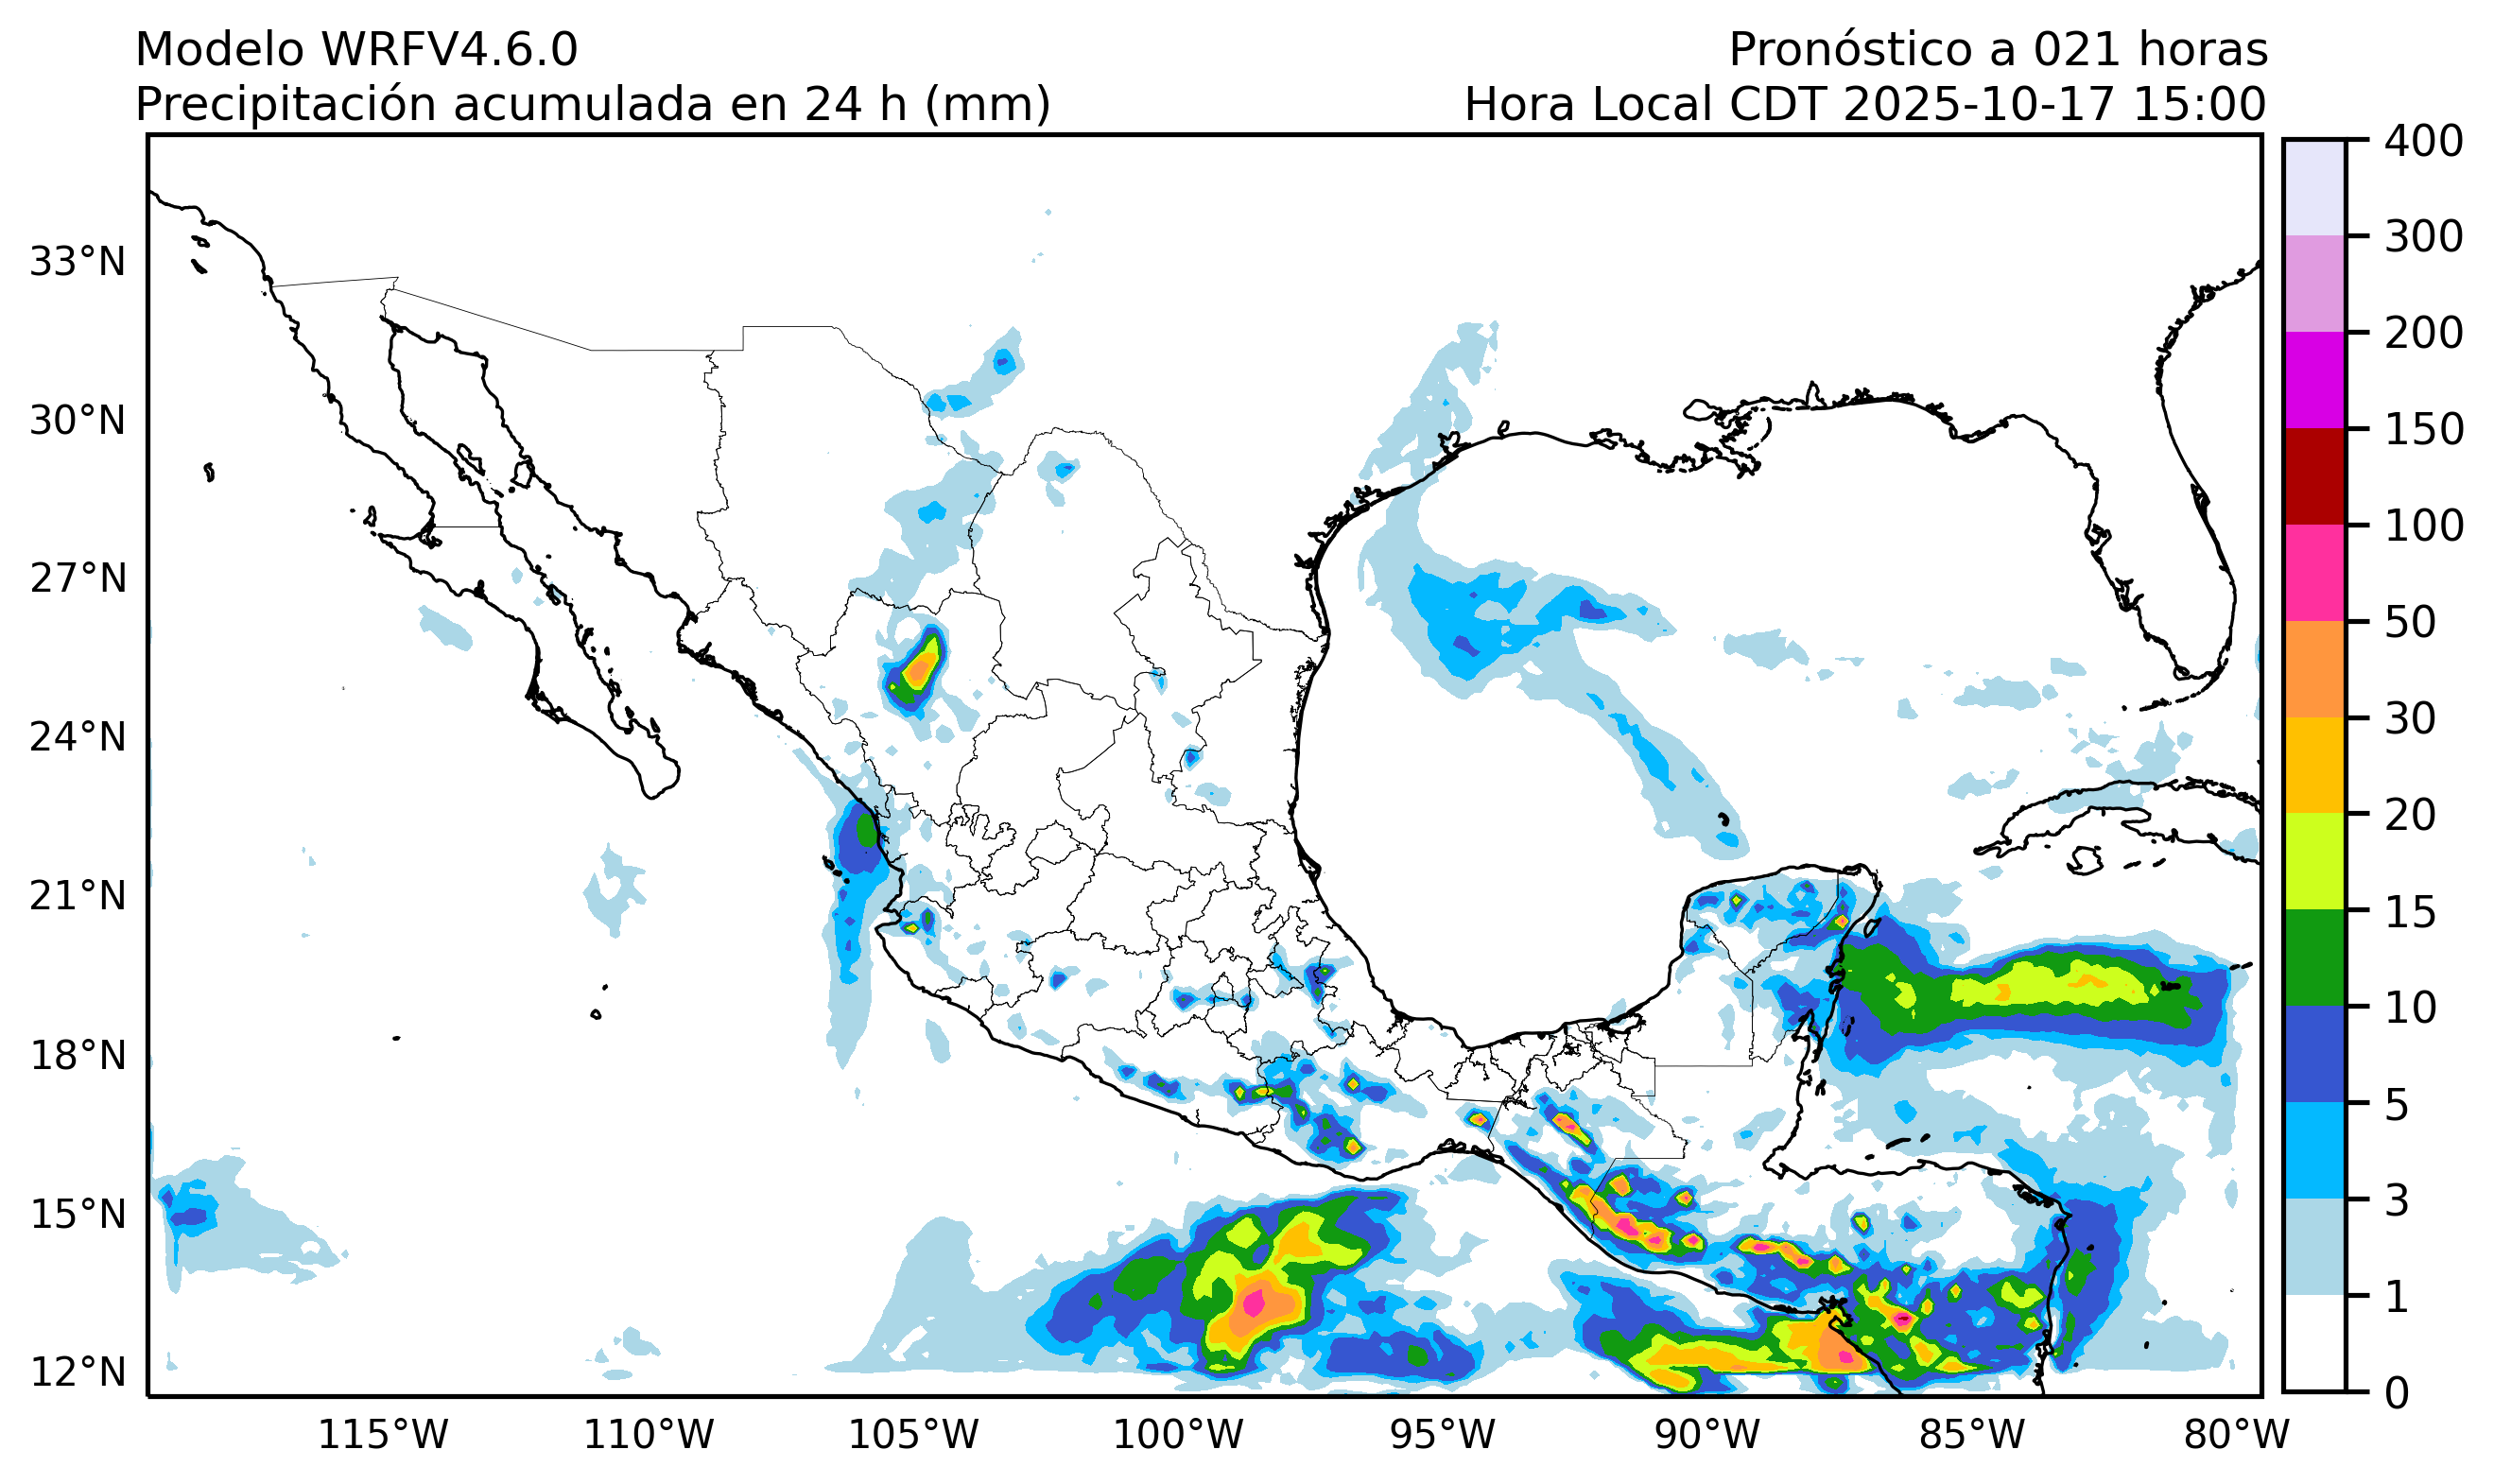 Modelo WRFV4.6.0
Pronóstico a 021 horas
Precipitación acumulada en 24 h (mm)
Hora Local CDT 2025-10-17 15:00
400
300
200
150
100
50
30
20
15
10
5
3
1
0
33°N
30°N
27°N
24°N
21°N
18°N
15°N
12°N
115°W
110°W
105°W
100°W
95°W
90°W
85°W
80°W